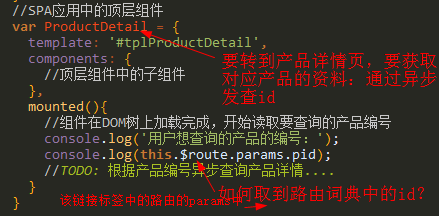 //SPA应用中的顶层组件
var ProductDetail = {
template: '#tplProductDetail',
components: {
//顶层组件中的子组件
},
mounted(){
//组件在DOM树上加载完成，开始读取要查询的产品编号
console.log('用户想查询的产品的编号：');
console.log(this.$route.params.pid);
//TODO: 根据产品编号异步查询产品详情....
}
}
要转到产品详情页，要获取
对应产品的资料：通过异步
发查id
如何取到路由词典中的id？
该链接标签中的路由的params中